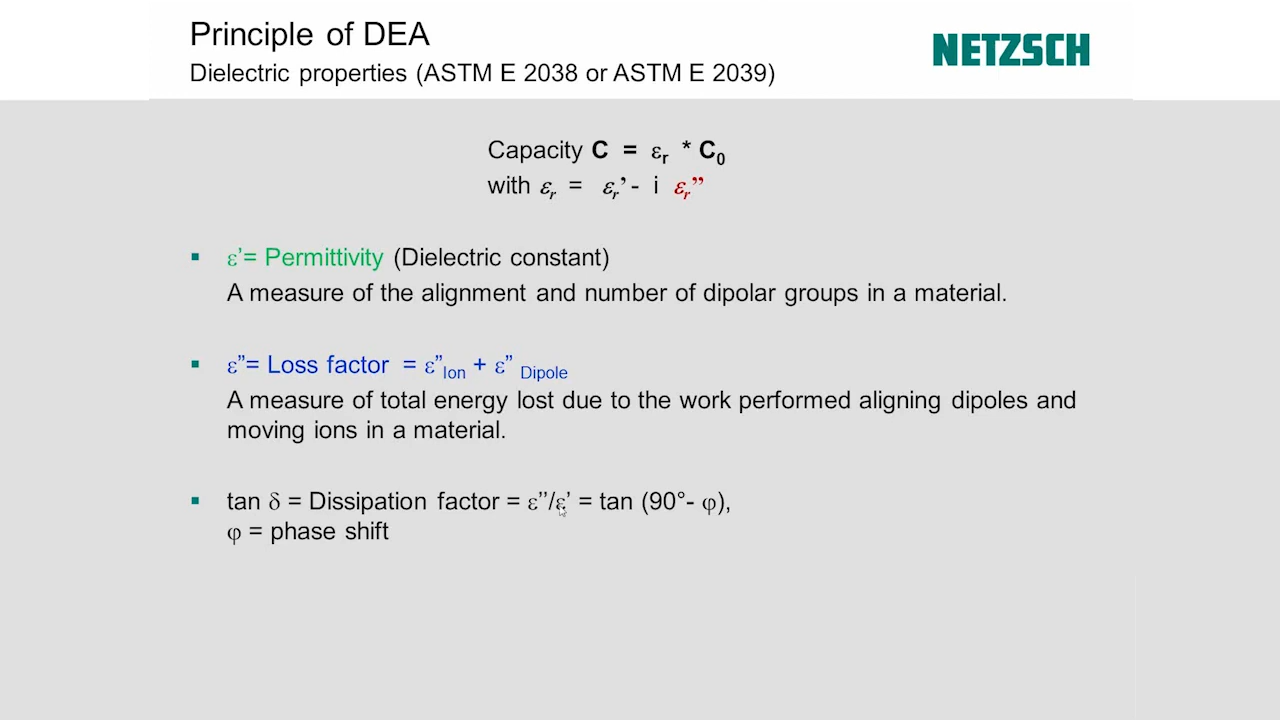 Principle of DEA
NETZSCH
Dielectric properties (ASTM E 2038 or ASTM E 2039)
Capacity C = εr * C0
with εr = εr’ - i εr”
▪ ε’= Permittivity (Dielectric constant)
A measure of the alignment and number of dipolar groups in a material.
▪ ε”= Loss factor = ε”Ion + ε” Dipole
A measure of total energy lost due to the work performed aligning dipoles and
moving ions in a material.
▪ tan δ = Dissipation factor = ε’’/ε’ = tan (90°- φ),
φ = phase shift